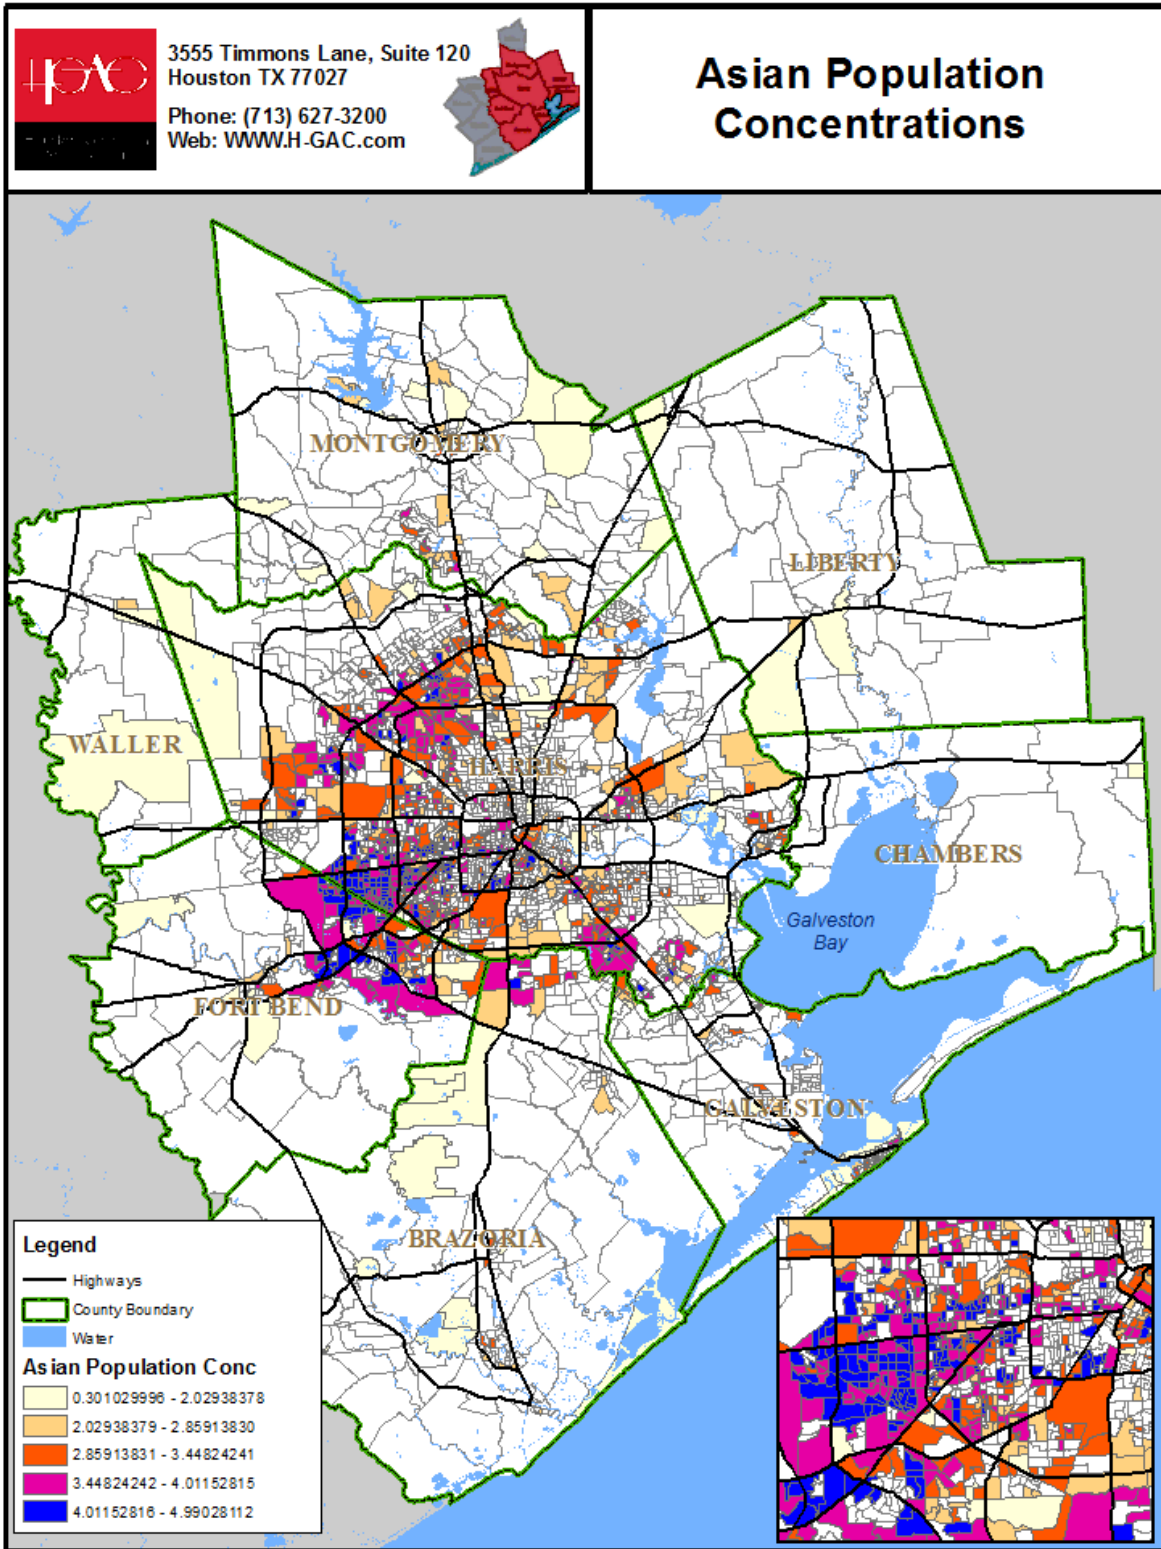 HGAC
3555 Timmons Lane, Suite 120
Houston TX 77027
Phone: (713) 627-3200
Web: WWW.H-GAC.com
Asian Population
Concentrations
MONTGOMERY
LIBERTY
WALLER
HARRIS
CHAMBERS
Galveston
Bay
FORT BEND
GALVESTON
BRAZORIA
Legend
Highways
County Boundary
Water
Asian Population Conc
0.301029996 - 2.02938378
2.02938379 - 2.85913830
2.85913831 - 3.44824241
3.44824242 - 4.01152815
4.01152816 - 4.99028112